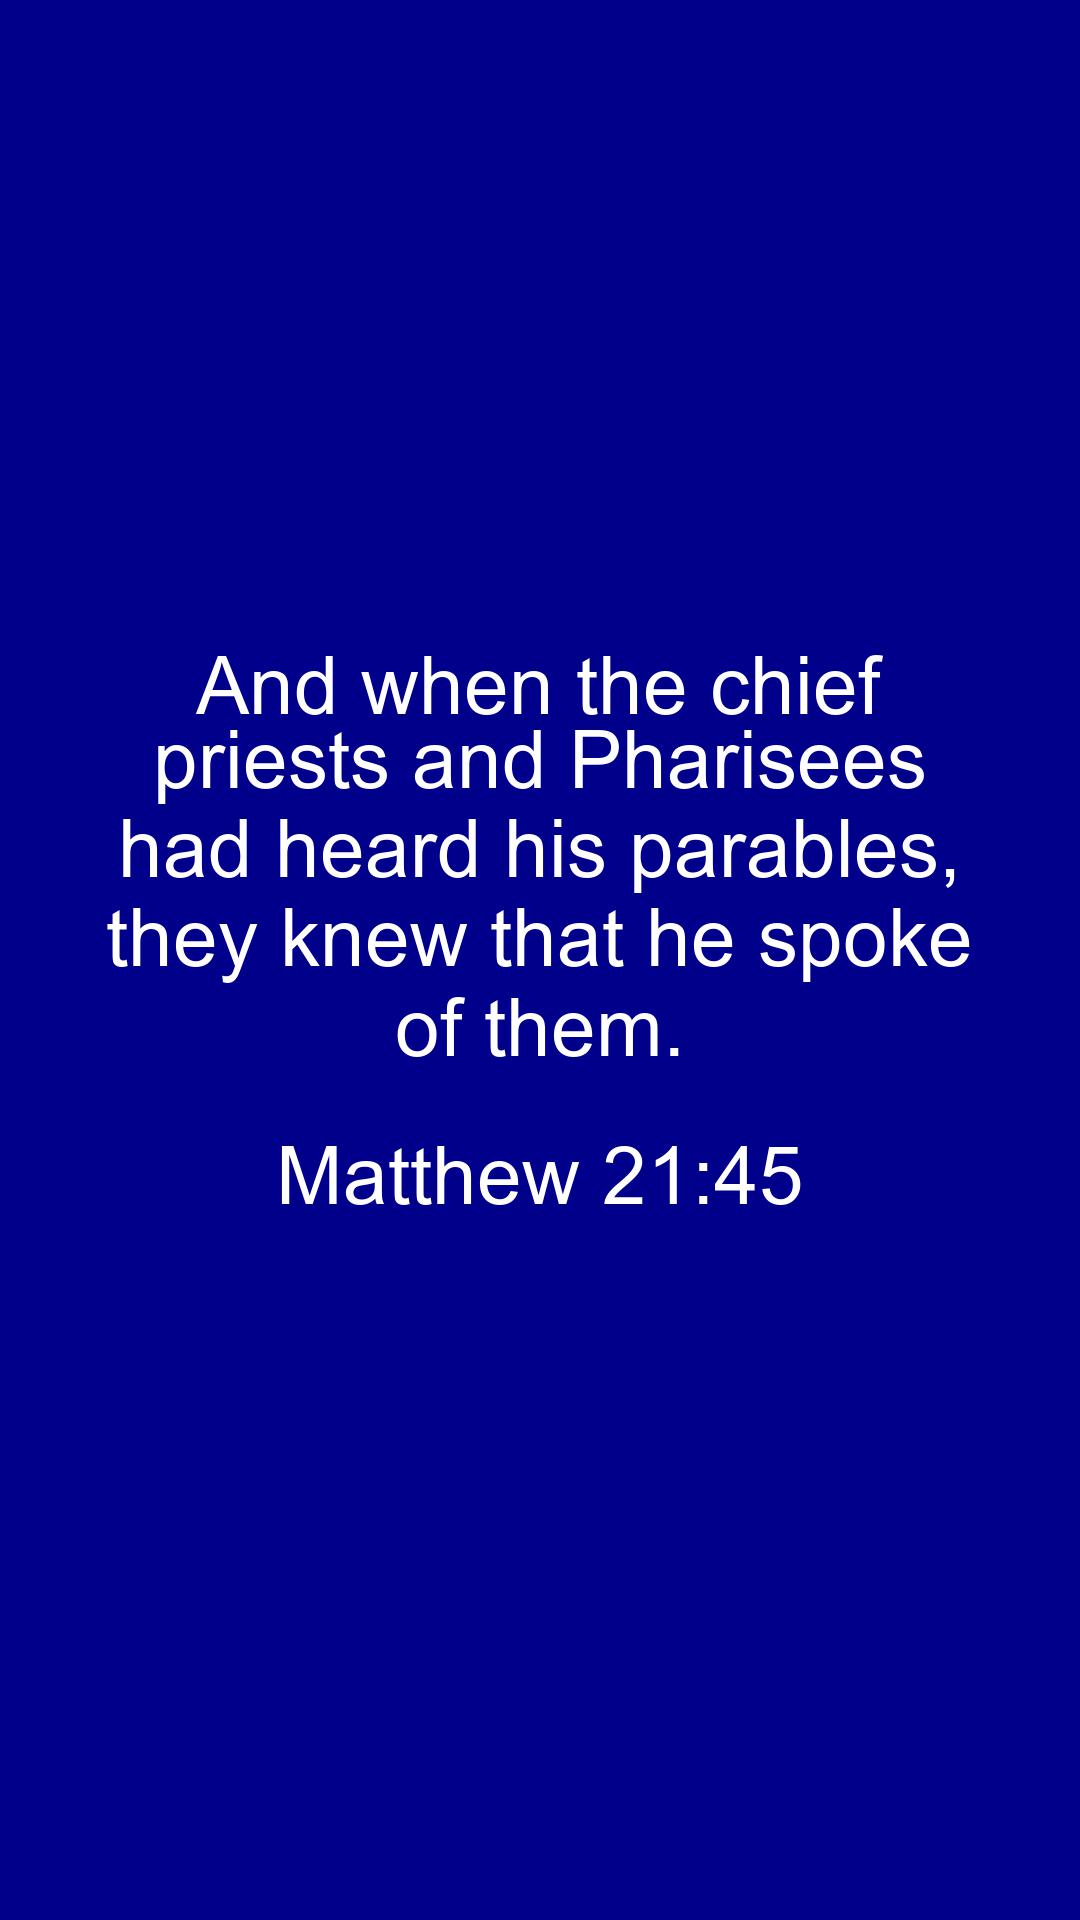 And when the chief
priests and Pharisees
had heard his parables,
they knew that he spoke
of them.
Matthew 21:45